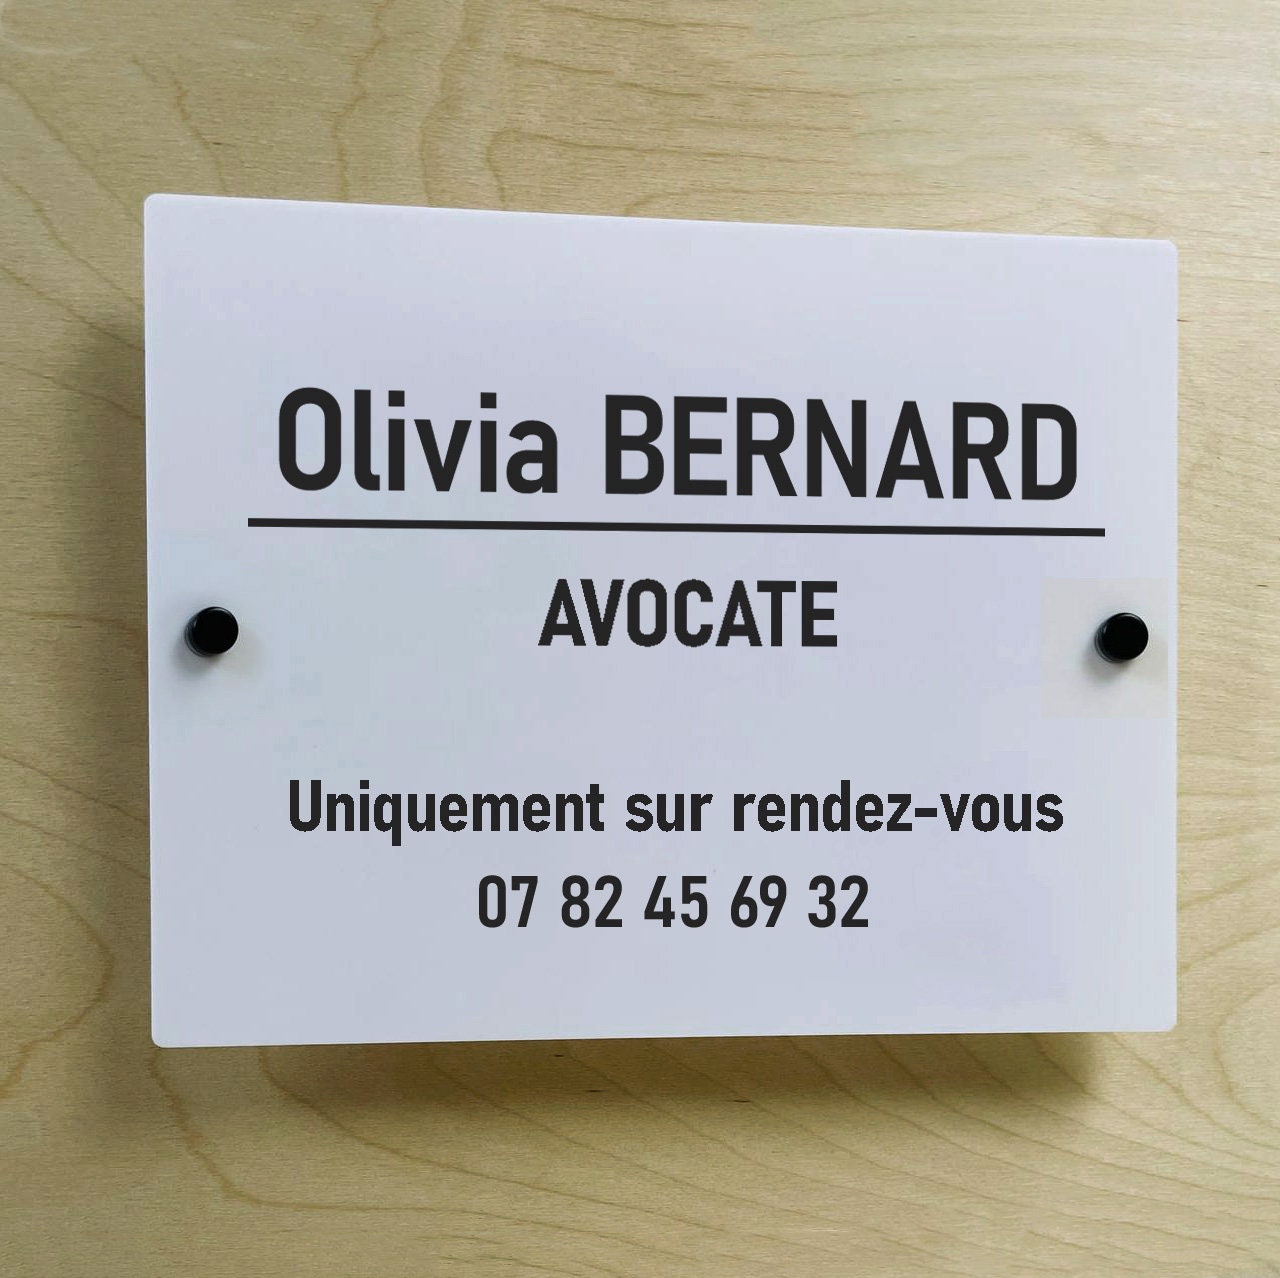 Olivia BERNARD
AVOCATE
Uniquement sur rendez-vous
07 82 45 69 32